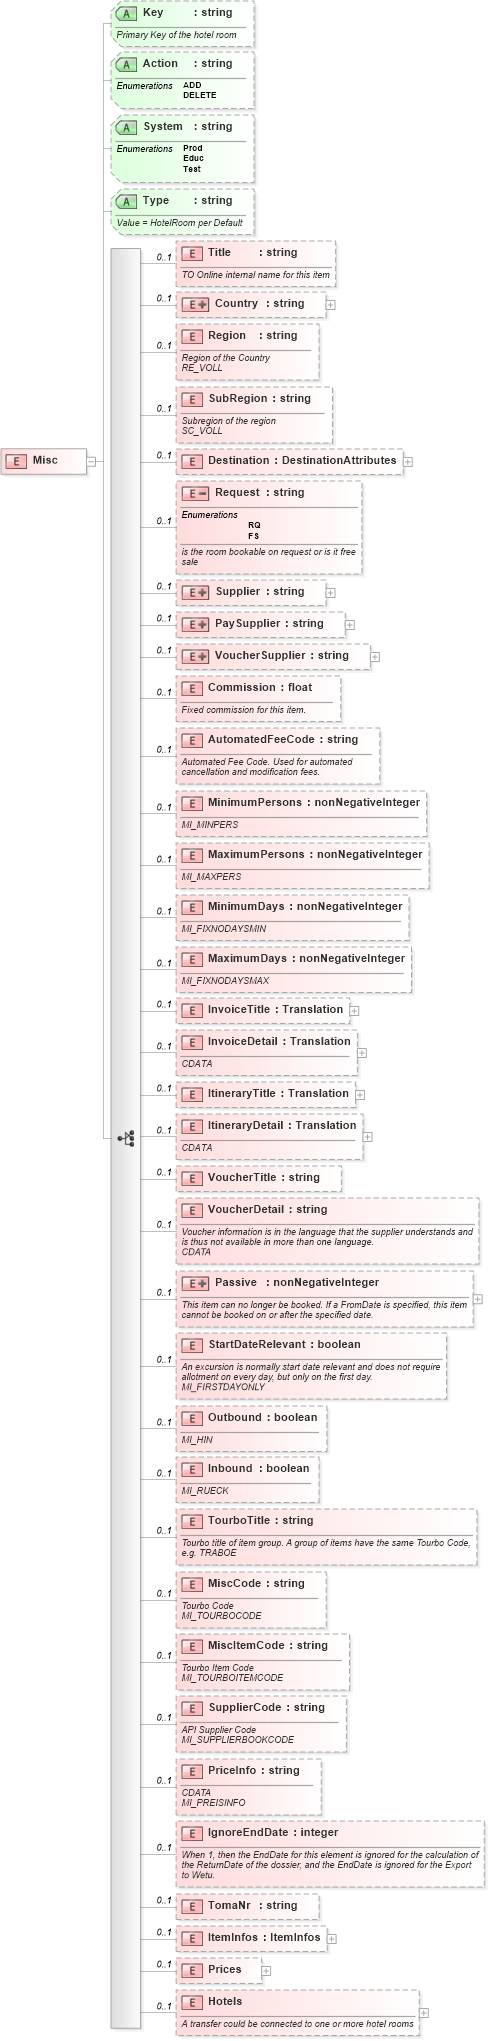 A Key : string
Primary Key of the hotel room
A Action : string
Enumerations ADD
DELETE
A System : string
Enumerations Prod
Educ
Test
A Type : string
Value = HotelRoom per Default
0..1 E Title : string
TO Online internal name for this item
0..1 E Country : string
0..1 E Region : string
Region of the Country
RE_VOLL
0..1 E SubRegion : string
Subregion of the region
SC_VOLL
E Misc
0..1 E Destination : DestinationAttributes
0..1 E Request : string
Enumerations
RQ
FS
is the room bookable on request or is it free
sale
0..1 E Supplier : string
0..1 E PaySupplier : string
0..1 E VoucherSupplier : string
0..1 E Commission : float
Fixed commission for this item.
0..1 E AutomatedFeeCode : string
Automated Fee Code. Used for automated
cancellation and modification fees.
0..1 E MinimumPersons : nonNegativeInteger
MI_MINPERS
0..1 E MaximumPersons : nonNegativeInteger
MI_MAXPERS
0..1 E MinimumDays : nonNegativeInteger
MI_FIXNODAYSMIN
0..1 E MaximumDays : nonNegativeInteger
MI_FIXNODAYSMAX
0..1 E InvoiceTitle : Translation
0..1 E InvoiceDetail : Translation
CDATA
0..1 E ItineraryTitle : Translation
0..1 E ItineraryDetail : Translation
CDATA
0..1 E VoucherTitle : string
0..1 E VoucherDetail : string
Voucher information is in the language that the supplier understands and
is thus not available in more than one language.
CDATA
0..1 E Passive : nonNegativeInteger
This item can no longer be booked. If a FromDate is specified, this item
cannot be booked on or after the specified date.
0..1 E StartDateRelevant : boolean
An excursion is normally start date relevant and does not require
allotment on every day, but only on the first day.
MI_FIRSTDAYONLY
0..1 E Outbound : boolean
MI_HIN
0..1 E Inbound : boolean
MI_RUECK
0..1 E TourboTitle : string
Tourbo title of item group. A group of items have the same Tourbo Code,
e.g. TRABOE
0..1 E MiscCode : string
Tourbo Code
MI_TOURBOCODE
0..1 E MiscItemCode : string
Tourbo Item Code
MI_TOURBOITEMCODE
0..1 E SupplierCode : string
API Supplier Code
MI_SUPPLIERBOOKCODE
0..1 E PriceInfo : string
CDATA
MI_PREISINFO
0..1 E IgnoreEndDate : integer
When 1, then the EndDate for this element is ignored for the calculation of
the ReturnDate of the dossier, and the EndDate is ignored for the Export
to Wetu.
0..1 E TomaNr : string
0..1 E ItemInfos : ItemInfos
0..1 E Prices
0..1 E Hotels
A transfer could be connected to one or more hotel rooms